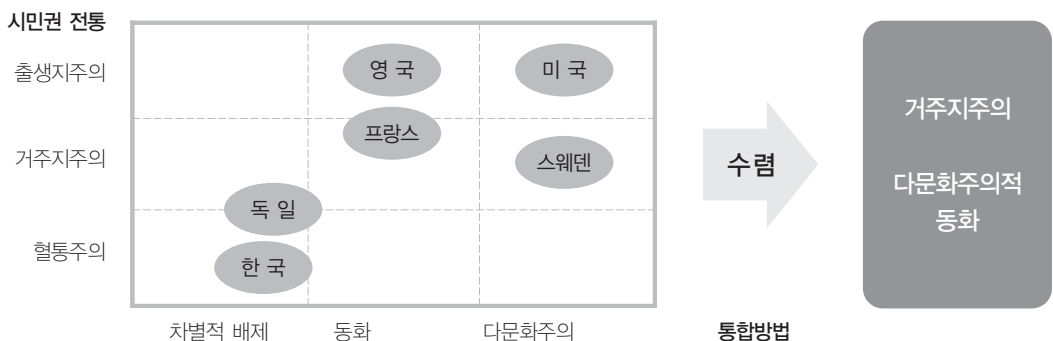 시민권 전통
출생지주의
영 국
미 국
프랑스
거주지주의
스웨덴
독 일
혈통주의
한 국
차별적 배제
동화
다문화주의
통합방법
수렴
거주지주의
다문화주의적
동화